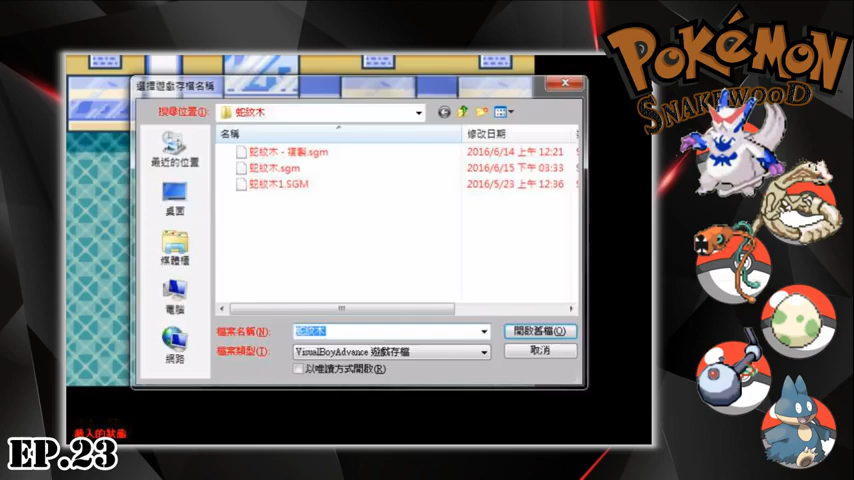 POKéMON
SNAKEWOOD
選擇遊戲存檔名稱
搜尋位置(I):
蛇紋木
名稱
修改日期
蛇紋木 - 複製.sgm
2016/6/14 上午 12:21
蛇紋木.sgm
2016/6/15 下午 03:33
蛇紋木1.SGM
2016/5/23 上午 12:36
最近的位置
桌面
媒體櫃
電腦
網路
檔案名稱(N):
開啟舊檔(O)
檔案類型(T):
VisualBoyAdvance 遊戲存檔
取消
以唯讀方式開啟(R)
載入的狀態
EP.23